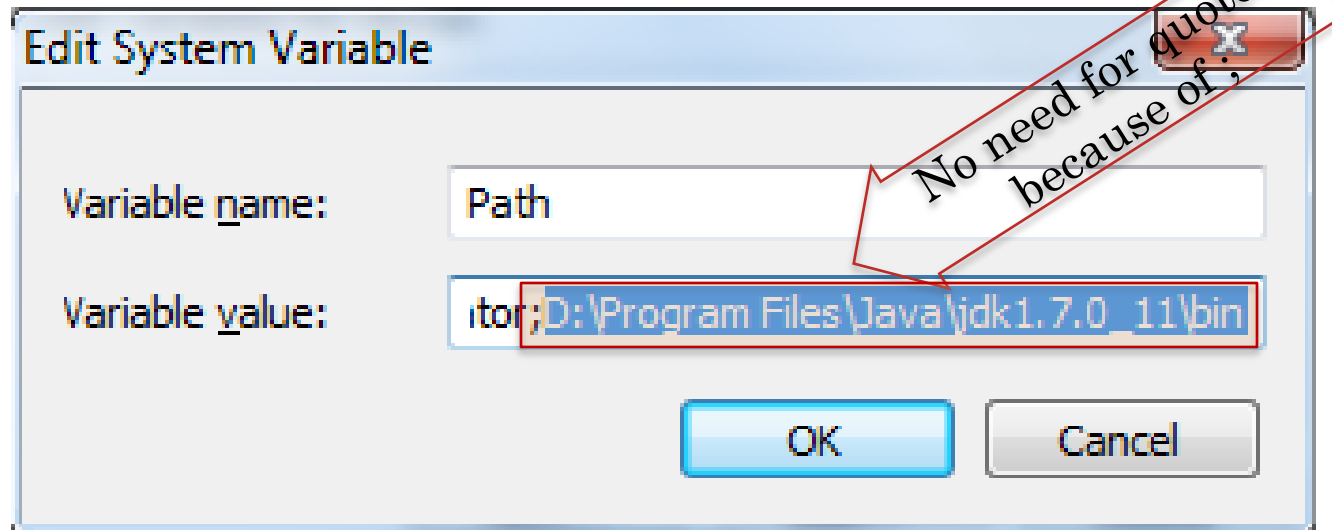 Edit System Variable
No need for quote
because of ;
Variable name:
Path
Variable value:
itor;D:\Program Files\Java\jdk1.7.0_11\bin
OK
Cancel